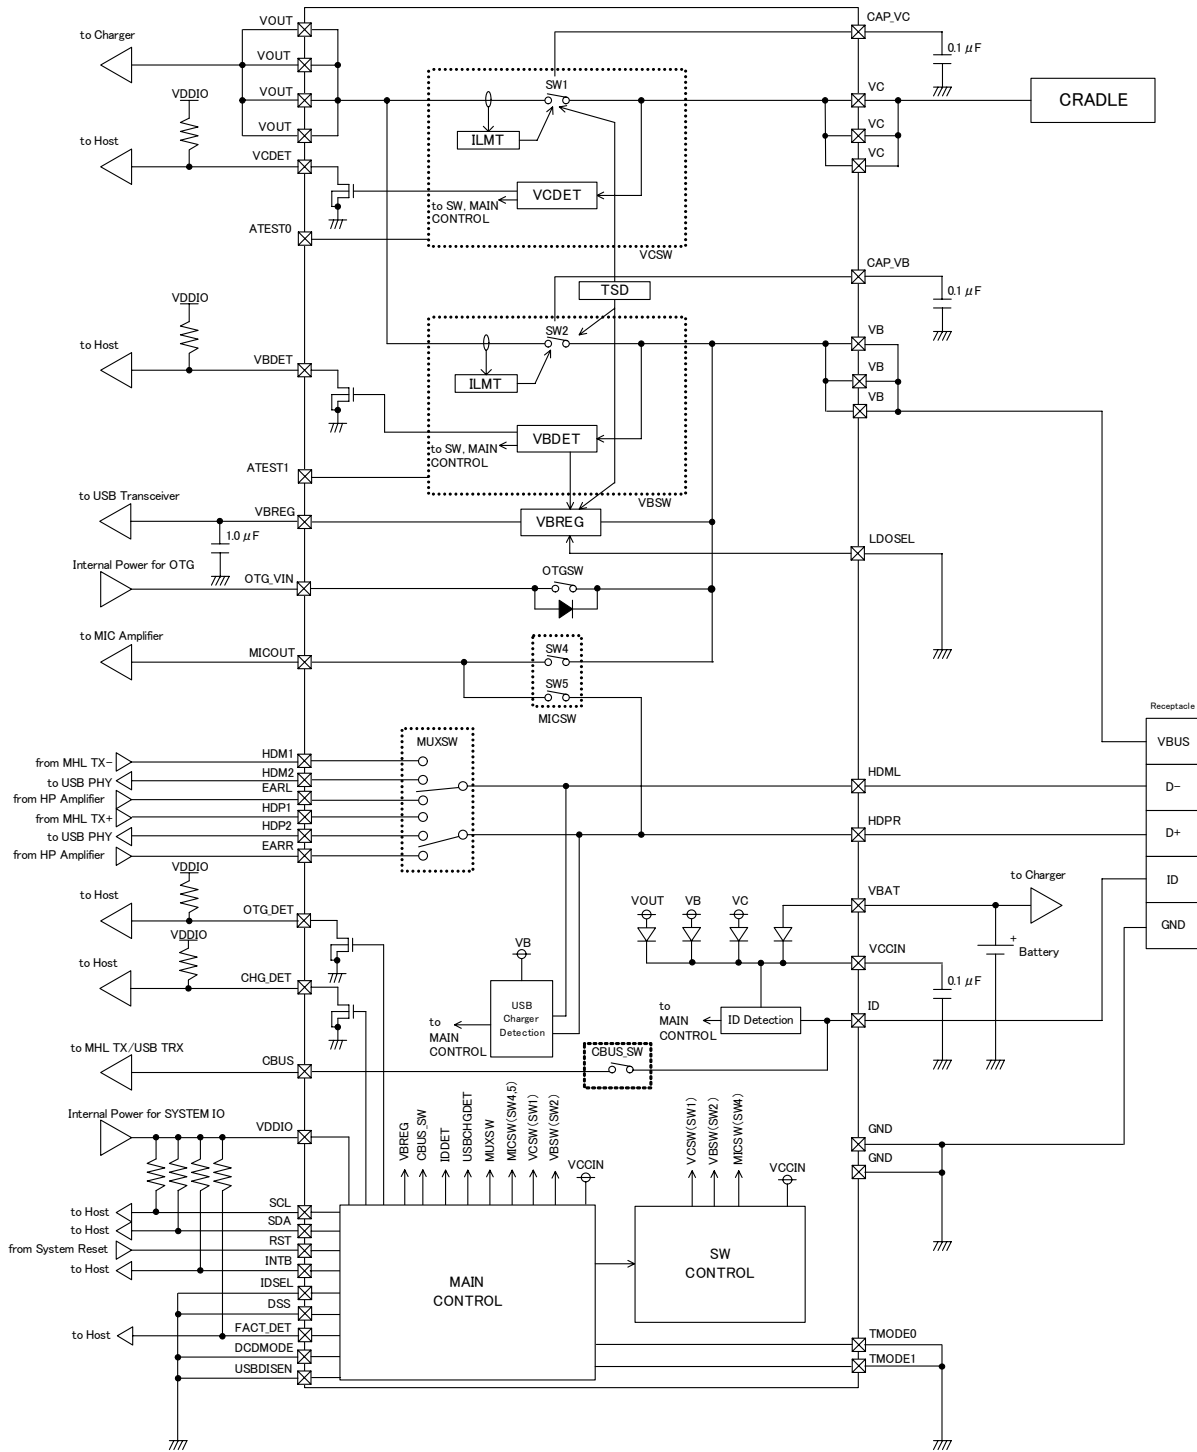 VOUT
CAP_VC
to Charger
VOUT
0.1 μF
SW1
VDDIO
VOUT
VC
CRADLE
VOUT
VC
to Host
ILMT
VC
VCDET
VCDET
to SW, MAIN
CONTROL
ATEST0
VCSW
CAP_VB
VDDIO
TSD
0.1 μF
SW2
VB
to Host
VBDET
VB
ILMT
VB
VBDET
to SW, MAIN
CONTROL
ATEST1
to USB Transceiver
VBSW
VBREG
VBREG
1.0 μF
LDOSEL
Internal Power for OTG
OTGSW
OTG_VIN
to MIC Amplifier
MICOUT
SW4
SW5
MICSW
Receptacle
MUXSW
VBUS
HDM1
from MHL TX-
HDM2
to USB PHY
HDML
D-
EARL
from HP Amplifier
HDP1
from MHL TX+
HDP2
HDPR
D+
to USB PHY
EARR
from HP Amplifier
VDDIO
to Charger
ID
to Host
VOUT
VB
VC
VBAT
OTG_DET
GND
VDDIO
VB
VCCIN
+
Battery
to Host
CHG_DET
0.1 μF
USB
Charger
Detection
to
MAIN
CONTROL
to
MAIN
CONTROL
ID Detection
ID
to MHL TX/USB TRX
CBUS
CBUS_SW
Internal Power for SYSTEM IO
VDDIO
VBREG
CBUS_SW
IDDET
USBCHGDET
MUXSW
MICSW(SW4,5)
VCSW(SW1)
VBSW(SW2)
VCCIN
VCSW(SW1)
VBSW(SW2)
MICSW(SW4)
VCCIN
GND
GND
SCL
to Host
SDA
to Host
RST
from System Reset
INTB
to Host
SW
CONTROL
IDSEL
MAIN
CONTROL
DSS
FACT_DET
to Host
TMODE0
DCDMODE
TMODE1
USBDISEN